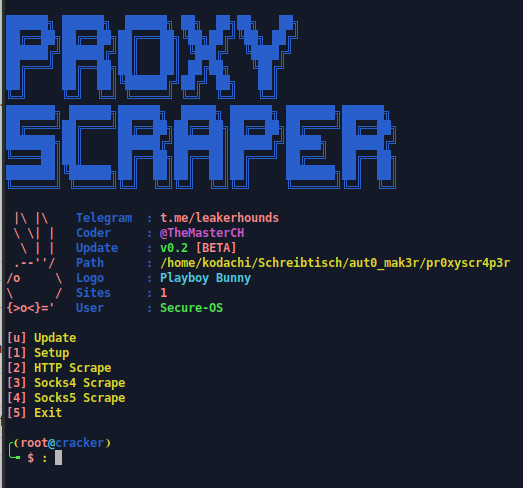 PROXY
SCRAPER
|\ |\ Telegram : t.me/leakerhounds
\ \| | Coder : @TheMasterCH
\ | | Update : v0.2 [BETA]
.--''/ Path : /home/kodachi/Schreibtisch/aut0_mak3r/pr0xyscr4p3r
/o \ Logo : Playboy Bunny
\ / Sites : 1
{>o<}=' User : Secure-OS
[u] Update
[1] Setup
[2] HTTP Scrape
[3] Socks4 Scrape
[4] Socks5 Scrape
[5] Exit
(root@cracker)
$ :